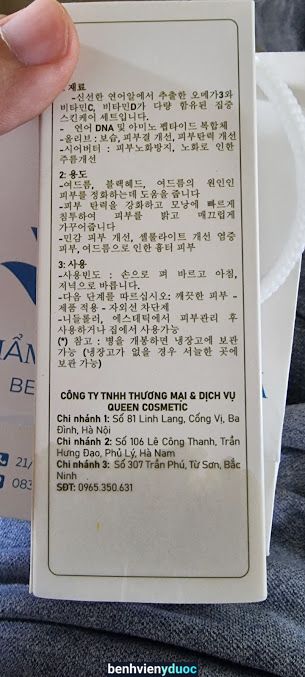 재료
-신선한 연어알에서 추출한 오메가3와
비타민C, 비타민D가 다량 함유된 집중
스킨케어 세트입니다.
- 연어 DNA 및 아미노 펩타이드 복합체
-올리브: 보습, 피부결 개선, 피부탄력 개선
-시어버터 : 피부노화방지, 노화로 인한
주름개선
2: 용도
-여드름, 블랙헤드, 여드름의 원인인
피부를 정화하는데 도움을 줍니다
-피부 탄력을 강화하고 모낭에 빠르게
침투하여 피부를 밝고 매끄럽게
가꾸어줍니다
-민감 피부 개선, 셀룰라이트 개선 염증
피부, 여드름으로 인한 흉터 피부
3: 사용
-사용빈도 : 손으로 펴 바르고 아침,
저녁으로 바릅니다.
-다음 단계를 따르십시오: 깨끗한 피부 -
제품 적용 - 자외선 차단제
-니들롤러, 에스테틱에서 피부관리 후
사용하거나 집에서 사용가능
(*) 참고 : 병을 개봉하면 냉장고에 보관
가능 (냉장고가 없을 경우 서늘한 곳에
보관 가능)
CÔNG TY TNHH THƯƠNG MẠI & DỊCH VỤ
QUEEN COSMETIC
Chi nhánh 1: Số 81 Linh Lang, Cống Vị, Ba
Đình, Hà Nội
Chi nhánh 2: Số 106 Lê Công Thanh, Trần
Hưng Đạo, Phủ Lý, Hà Nam
Chi nhánh 3: Số 307 Trần Phú, Từ Sơn, Bắc
Ninh
SĐT: 0965.350.631
ẨM
BE
21/
083
benhvienyduoc